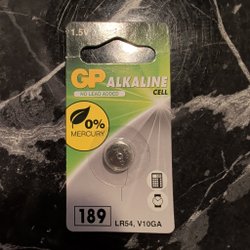 1.5V
GP ALKALINE
CELL
NO LEAD ADDED
0%
MERCURY
189
LR54, V10GA